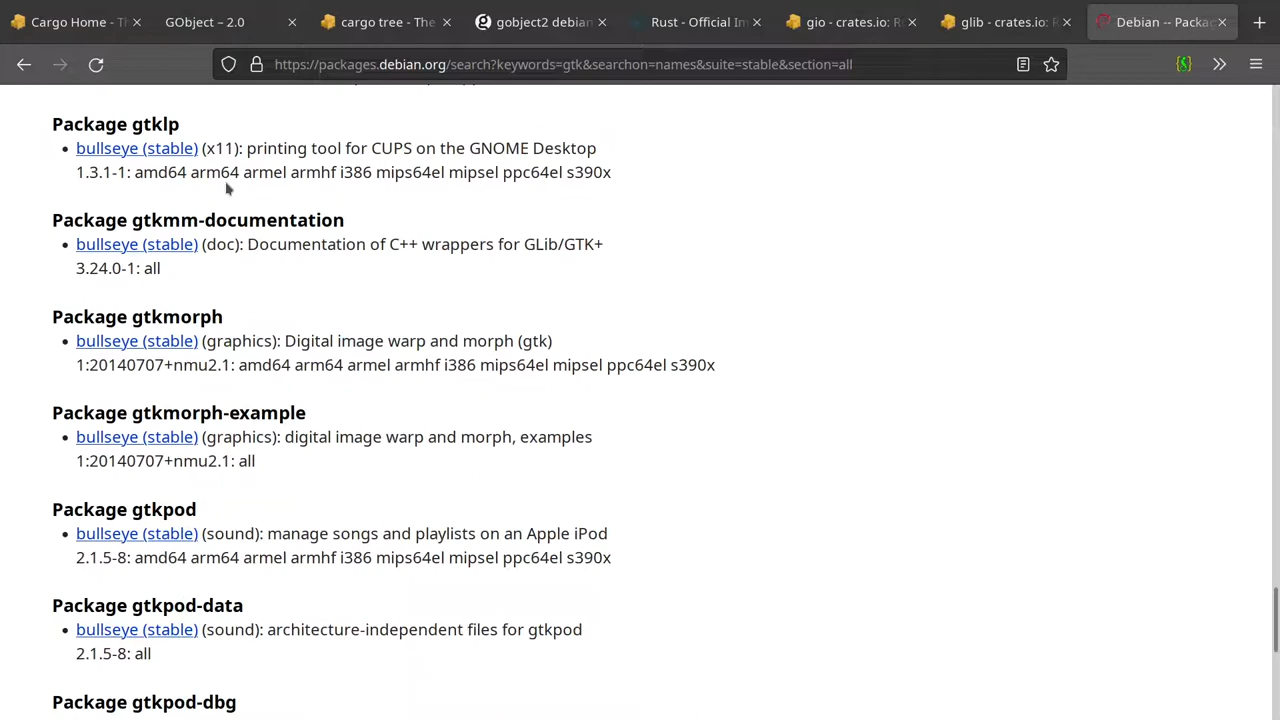 Cargo Home - Th
GObject – 2.0
cargo tree - The
gobject2 debian
Rust - Official Im
gio - crates.io: R
glib - crates.io: R
Debian -- Packag
https://packages.debian.org/search?keywords=gtk&searchon=names&suite=stable&section=all
Package gtklp
bullseye (stable) (x11): printing tool for CUPS on the GNOME Desktop
1.3.1-1: amd64 arm64 armel armhf i386 mips64el mipsel ppc64el s390x
Package gtkmm-documentation
bullseye (stable) (doc): Documentation of C++ wrappers for GLib/GTK+
3.24.0-1: all
Package gtkmorph
bullseye (stable) (graphics): Digital image warp and morph (gtk)
1:20140707+nmu2.1: amd64 arm64 armel armhf i386 mips64el mipsel ppc64el s390x
Package gtkmorph-example
bullseye (stable) (graphics): digital image warp and morph, examples
1:20140707+nmu2.1: all
Package gtkpod
bullseye (stable) (sound): manage songs and playlists on an Apple iPod
2.1.5-8: amd64 arm64 armel armhf i386 mips64el mipsel ppc64el s390x
Package gtkpod-data
bullseye (stable) (sound): architecture-independent files for gtkpod
2.1.5-8: all
Package gtkpod-dbg